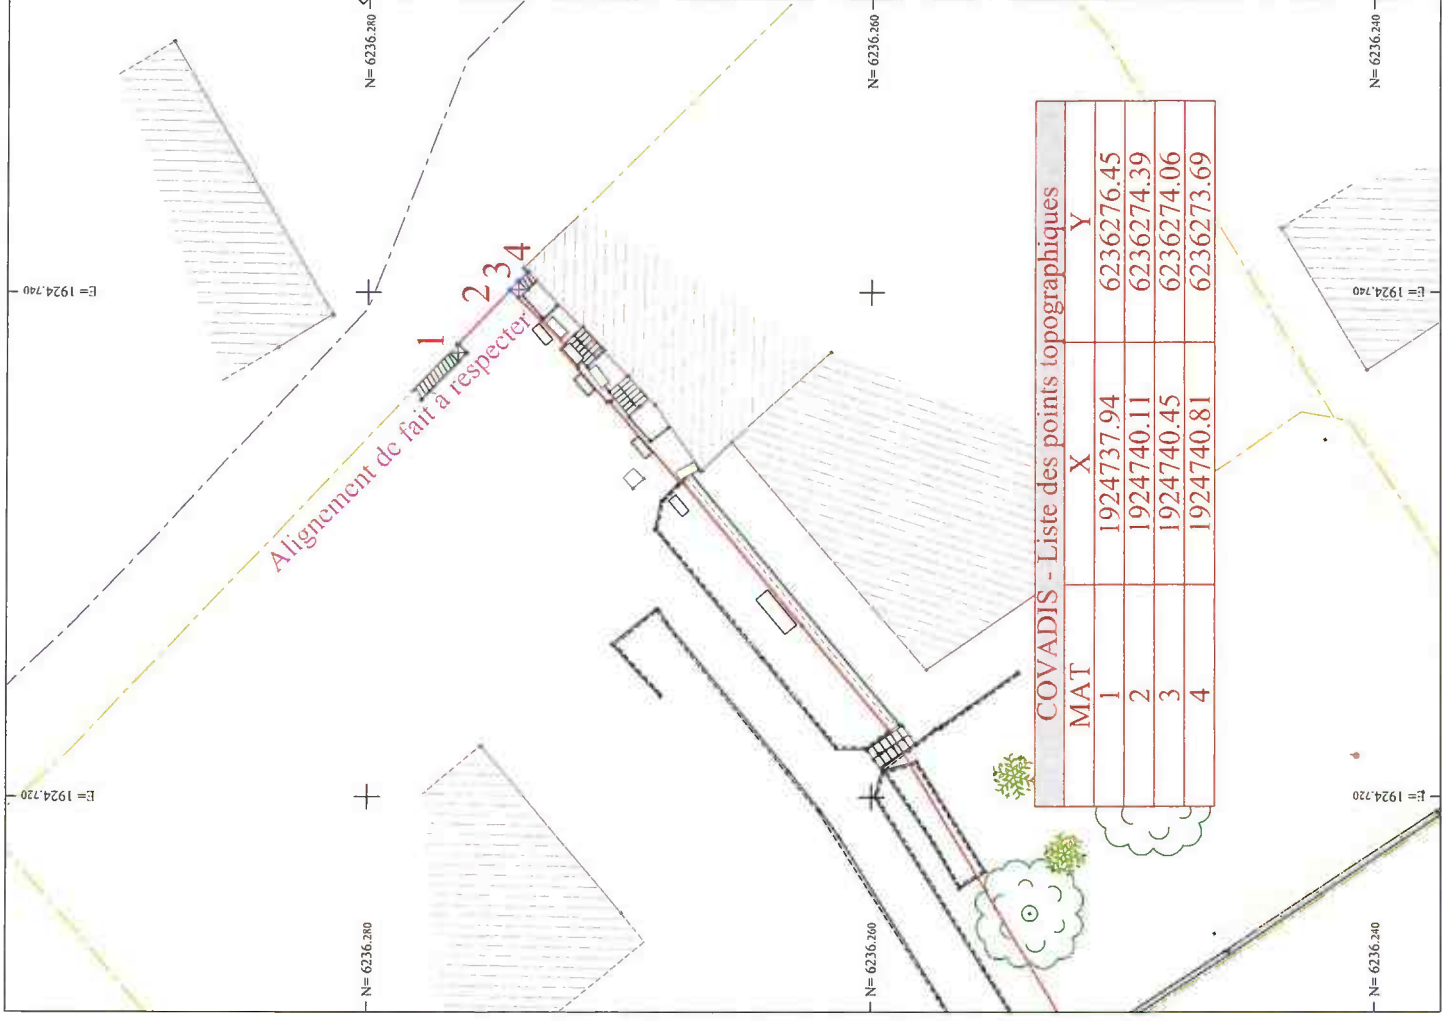 N= 6236.280
N= 6236.260
N= 6236.240
E= 1924.740
E= 1924.740
1
2
3
4
Alignement de fait a respecter
COVADIS - Liste des points topographiques
MAT X Y
1 1924737.94 6236276.45
2 1924740.11 6236274.39
3 1924740.45 6236274.06
4 1924740.81 6236273.69
E= 1924.720
E= 1924.720
N= 6236.280
N= 6236.260
N= 6236.240